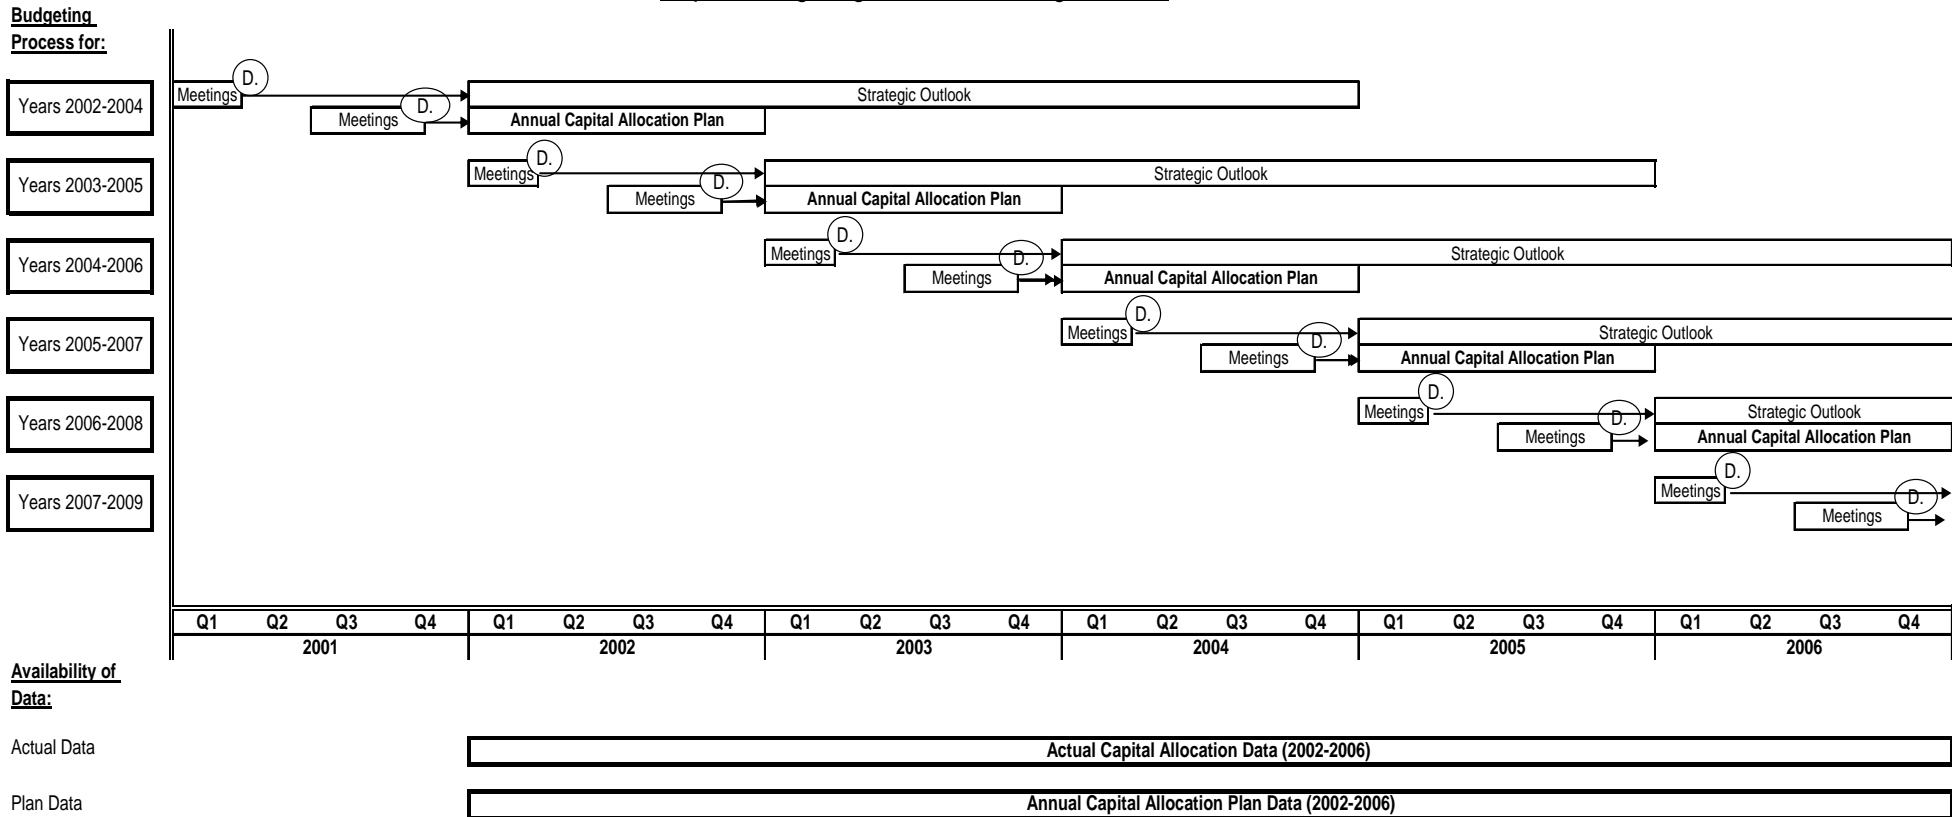 Budgeting
Process for:
D.
Years 2002-2004
Meetings
Strategic Outlook
D.
Meetings
Annual Capital Allocation Plan
D.
Years 2003-2005
Meetings
Strategic Outlook
D.
Meetings
Annual Capital Allocation Plan
D.
Years 2004-2006
Meetings
Strategic Outlook
D.
Meetings
Annual Capital Allocation Plan
D.
Years 2005-2007
Meetings
Strategic Outlook
D.
Meetings
Annual Capital Allocation Plan
D.
Years 2006-2008
Meetings
Strategic Outlook
D.
Meetings
Annual Capital Allocation Plan
D.
Years 2007-2009
Meetings
D.
Meetings
Q1 Q2 Q3 Q4 Q1 Q2 Q3 Q4 Q1 Q2 Q3 Q4 Q1 Q2 Q3 Q4 Q1 Q2 Q3 Q4 Q1 Q2 Q3 Q4
2001 2002 2003 2004 2005 2006
Availability of
Data:
Actual Data
Actual Capital Allocation Data (2002-2006)
Plan Data
Annual Capital Allocation Plan Data (2002-2006)